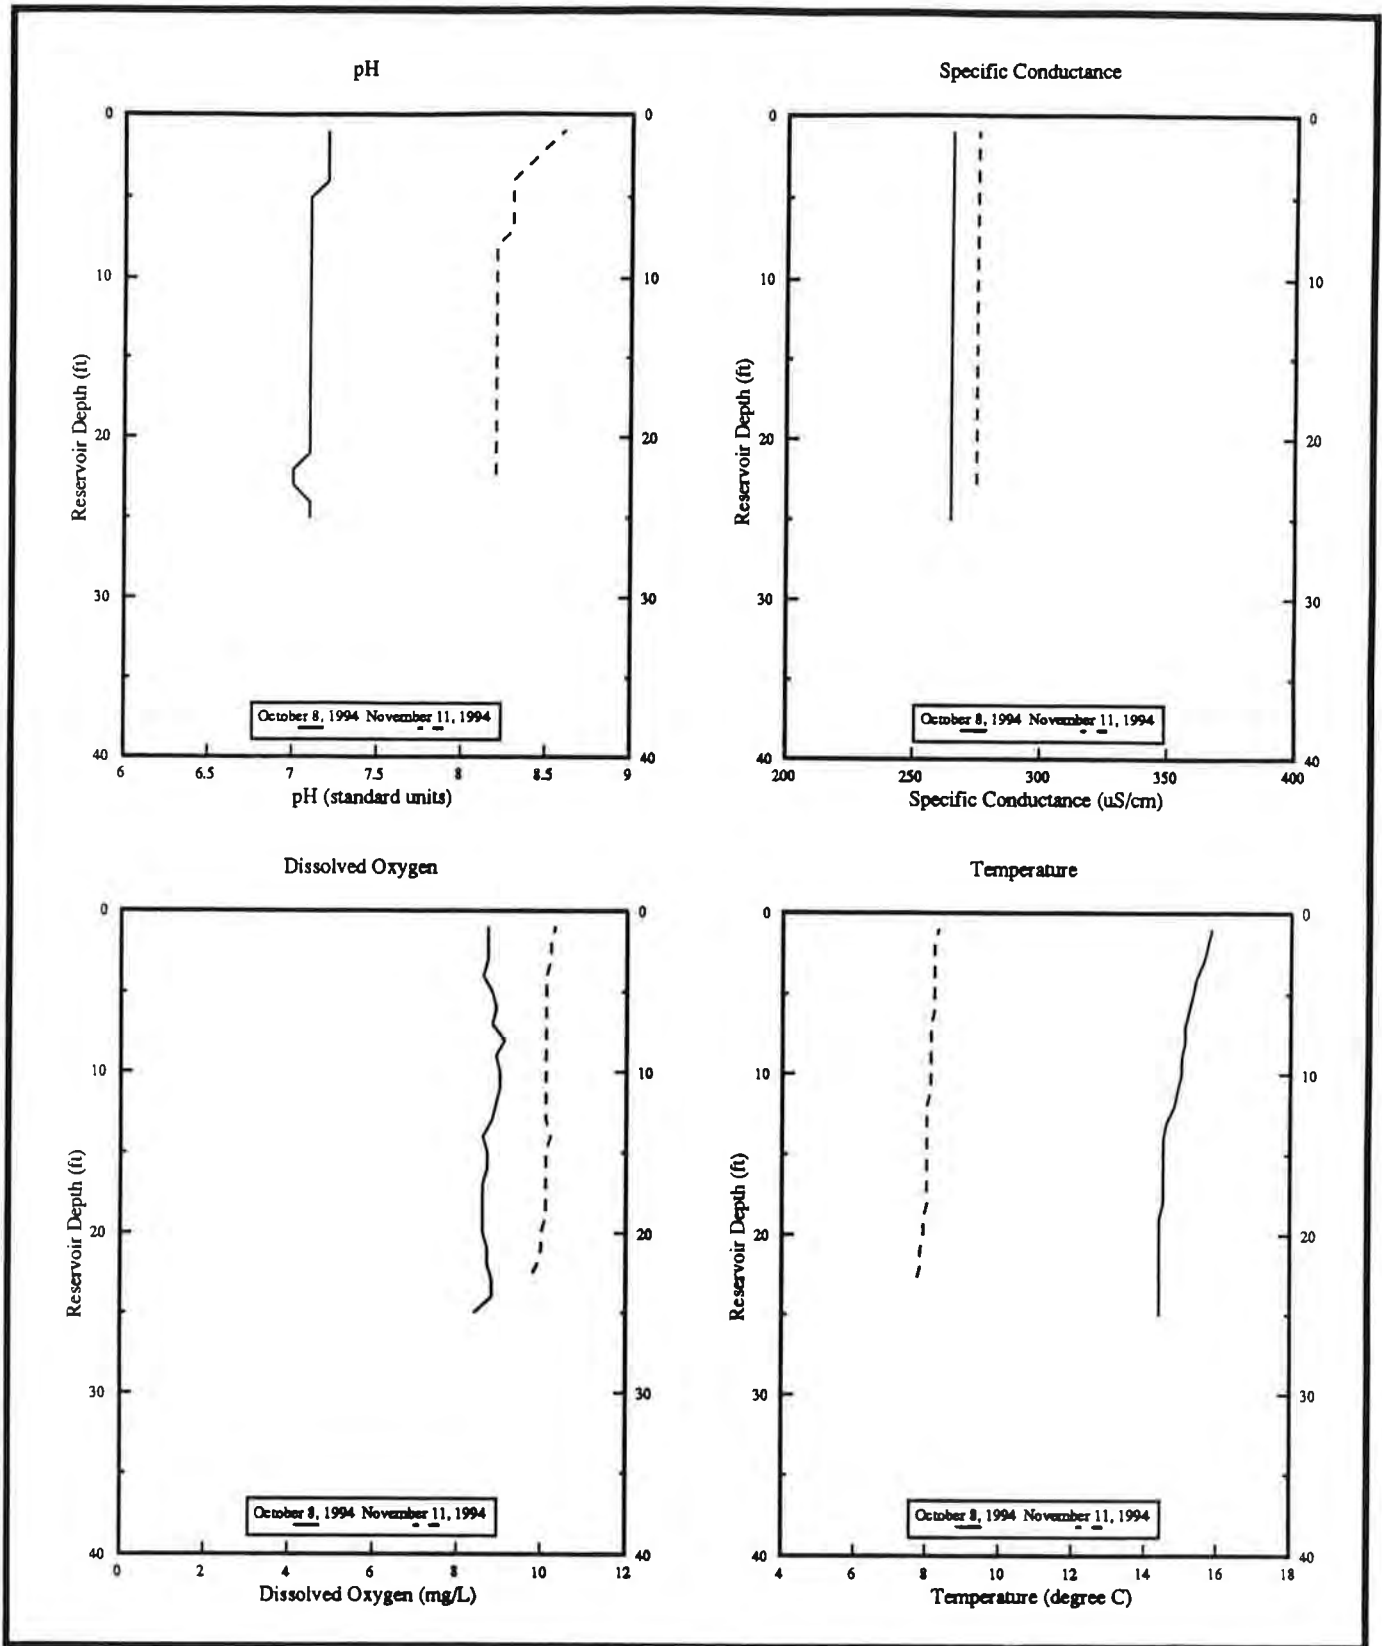 pH
0
10
20
30
40
0
10
20
30
40
Reservoir Depth (ft)
October 8, 1994 November 11, 1994
6 6.5 7 7.5 8 8.5 9
pH (standard units)
Specific Conductance
0
10
20
30
40
0
10
20
30
40
Reservoir Depth (ft)
October 8, 1994 November 11, 1994
200 250 300 350 400
Specific Conductance (uS/cm)
Dissolved Oxygen
0
10
20
30
40
0
10
20
30
40
Reservoir Depth (ft)
October 8, 1994 November 11, 1994
0 2 4 6 8 10 12
Dissolved Oxygen (mg/L)
Temperature
0
10
20
30
40
0
10
20
30
40
Reservoir Depth (ft)
October 8, 1994 November 11, 1994
4 6 8 10 12 14 16 18
Temperature (degree C)